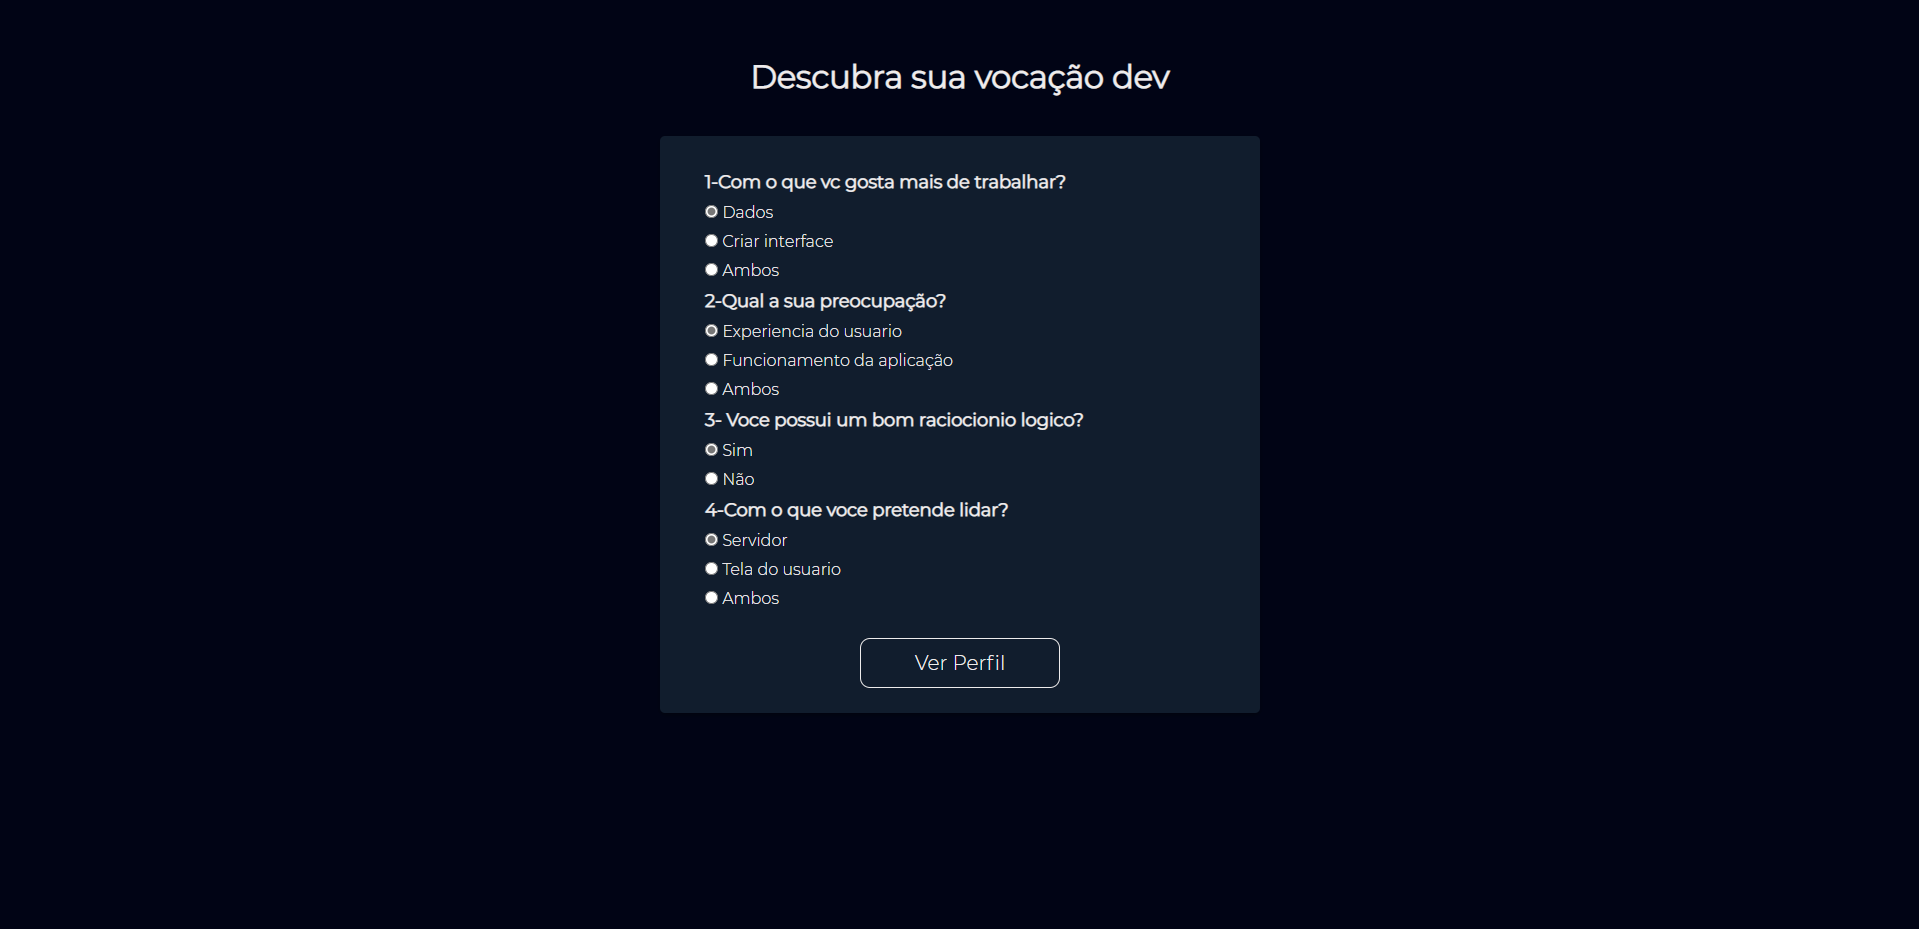 Descubra sua vocação dev
1-Com o que vc gosta mais de trabalhar?
Dados
Criar interface
Ambos
2-Qual a sua preocupação?
Experiencia do usuario
Funcionamento da aplicação
Ambos
3- Voce possui um bom raciocionio logico?
Sim
Não
4-Com o que voce pretende lidar?
Servidor
Tela do usuario
Ambos
Ver Perfil